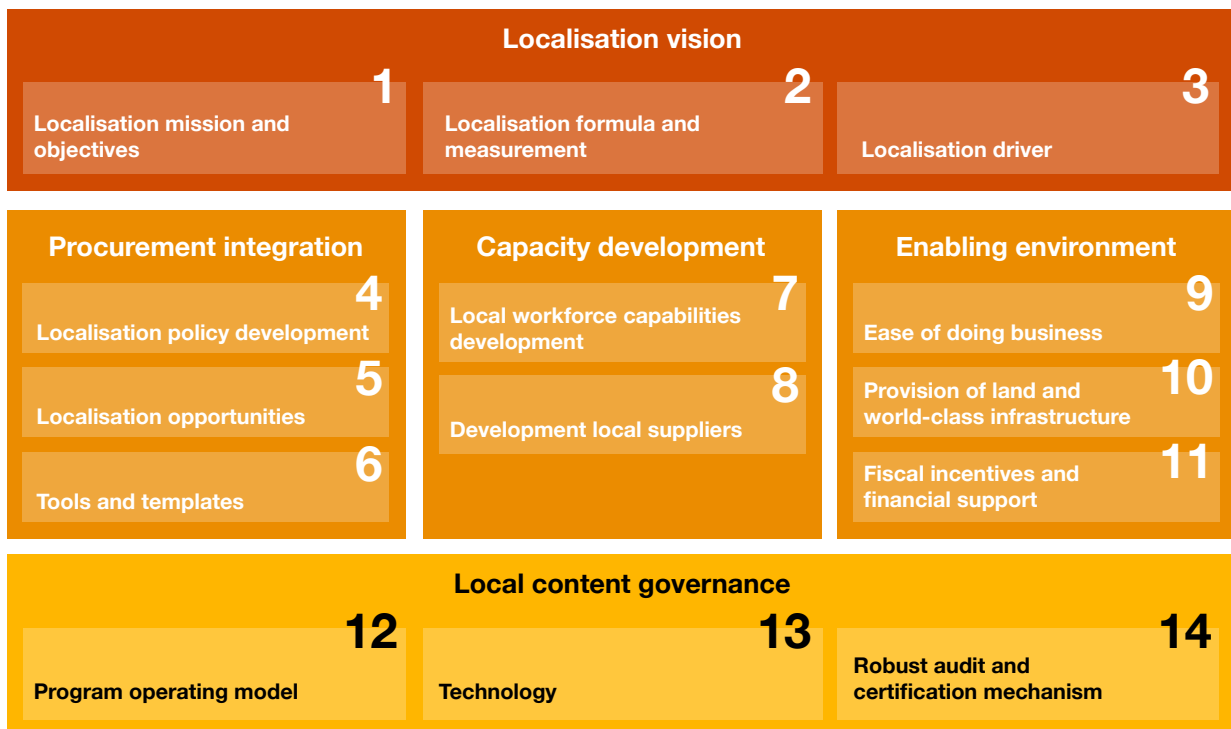 Localisation vision
1
Localisation mission and
objectives
2
Localisation formula and
measurement
3
Localisation driver
Procurement integration
4
Localisation policy development
5
Localisation opportunities
6
Tools and templates
Capacity development
7
Local workforce capabilities
development
8
Development local suppliers
Enabling environment
9
Ease of doing business
10
Provision of land and
world-class infrastructure
11
Fiscal incentives and
financial support
Local content governance
12
Program operating model
13
Technology
14
Robust audit and
certification mechanism